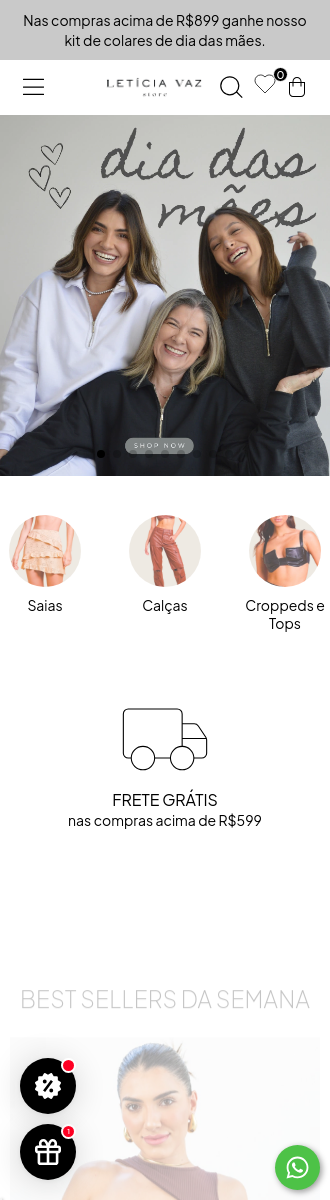 Nas compras acima de R$899 ganhe nosso
kit de colares de dia das mães.
LETÍCIA VAZ
store
0
dia das
mães
SHOP NOW
Saias
Calças
Croppeds e
Tops
FRETE GRÁTIS
nas compras acima de R$599
BEST SELLERS DA SEMANA
1